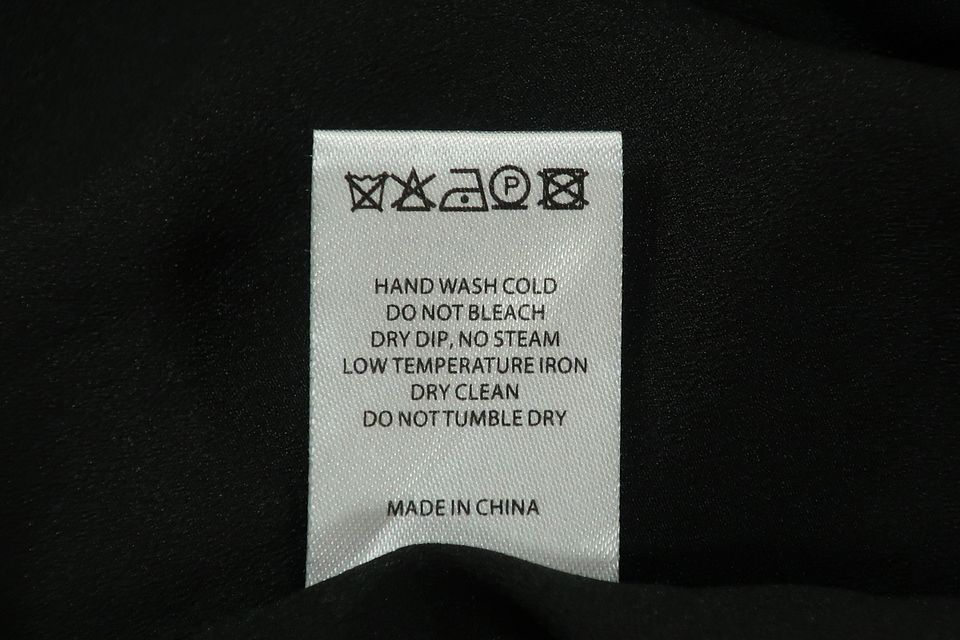 P
HAND WASH COLD
DO NOT BLEACH
DRY DIP, NO STEAM
LOW TEMPERATURE IRON
DRY CLEAN
DO NOT TUMBLE DRY
MADE IN CHINA